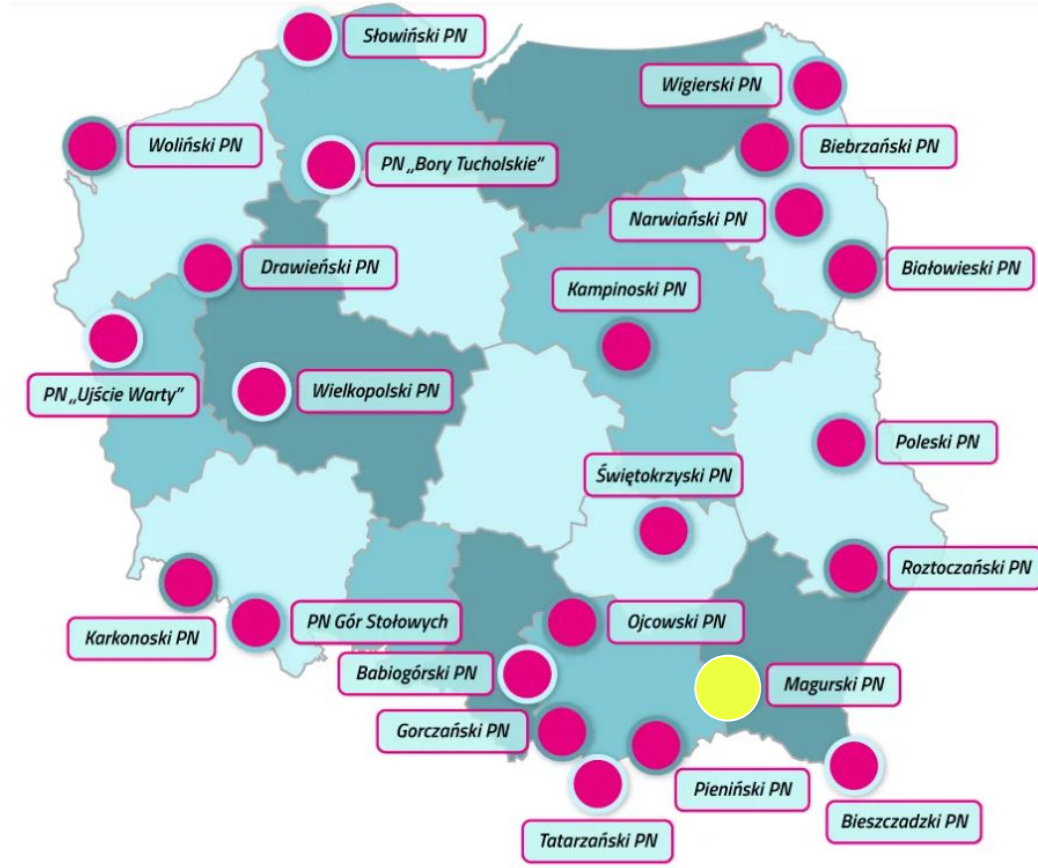 Słowiński PN
Wigierski PN
Woliński PN
PN „Bory Tucholskie”
Biebrzański PN
Narwiański PN
Drawieński PN
Białowieski PN
Kampinoski PN
PN „Ujście Warty”
Wielkopolski PN
Poleski PN
Świętokrzyski PN
Roztoczański PN
Karkonoski PN
PN Gór Stołowych
Ojcowski PN
Babiogórski PN
Magurski PN
Gorczański PN
Pieniński PN
Bieszczadzki PN
Tatarzański PN